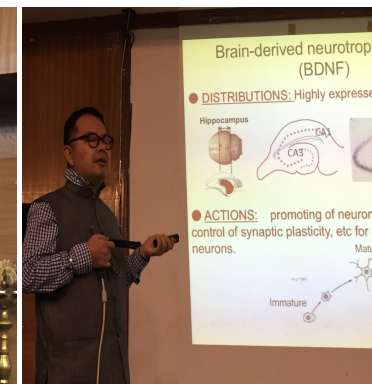 Brain-derived neurotrop
(BDNF)
DISTRIBUTIONS: Highly expresse
Hippocampus
CA1
CA3
ACTIONS: promoting of neuron
control of synaptic plasticity, etc for
neurons.
Matu
Immature